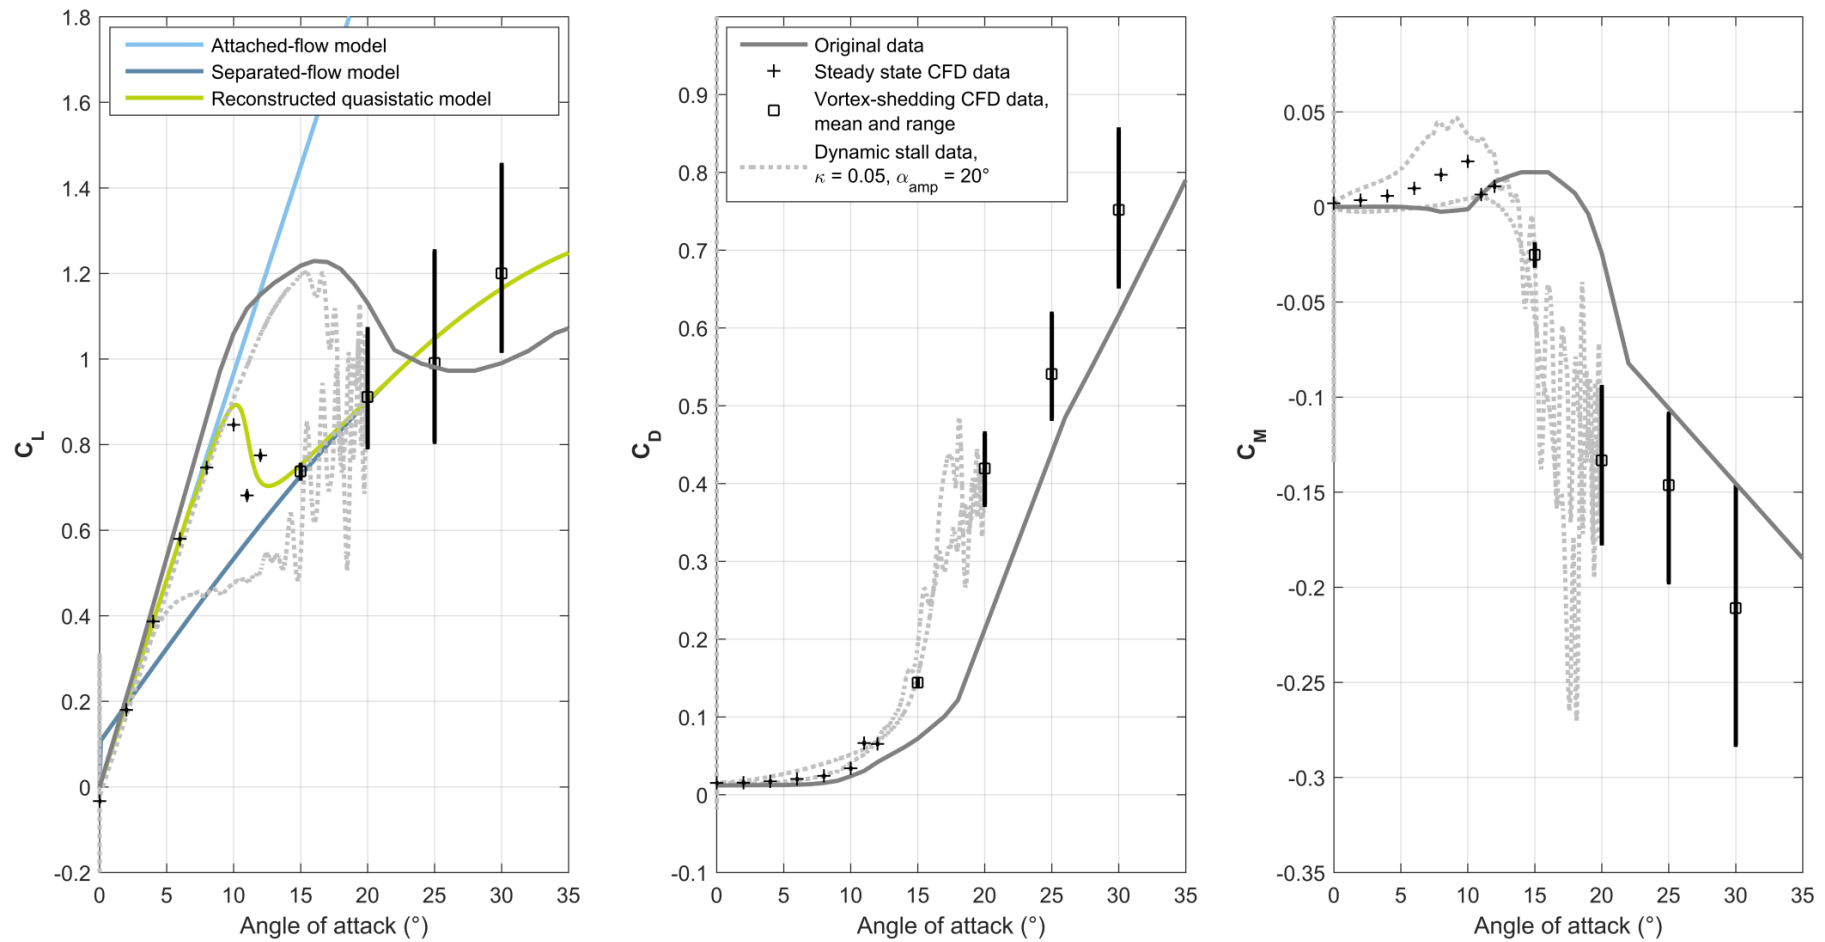 Attached-flow model
Separated-flow model
Reconstructed quasistatic model
C_L
1.8
1.6
1.4
1.2
1
0.8
0.6
0.4
0.2
0
-0.2
0 5 10 15 20 25 30 35
Angle of attack (°)
Original data
Steady state CFD data
Vortex-shedding CFD data,
mean and range
Dynamic stall data,
κ = 0.05, α_amp = 20°
C_D
0.9
0.8
0.7
0.6
0.5
0.4
0.3
0.2
0.1
0
-0.1
0 5 10 15 20 25 30 35
Angle of attack (°)
C_M
0.05
0
-0.05
-0.1
-0.15
-0.2
-0.25
-0.3
-0.35
0 5 10 15 20 25 30 35
Angle of attack (°)